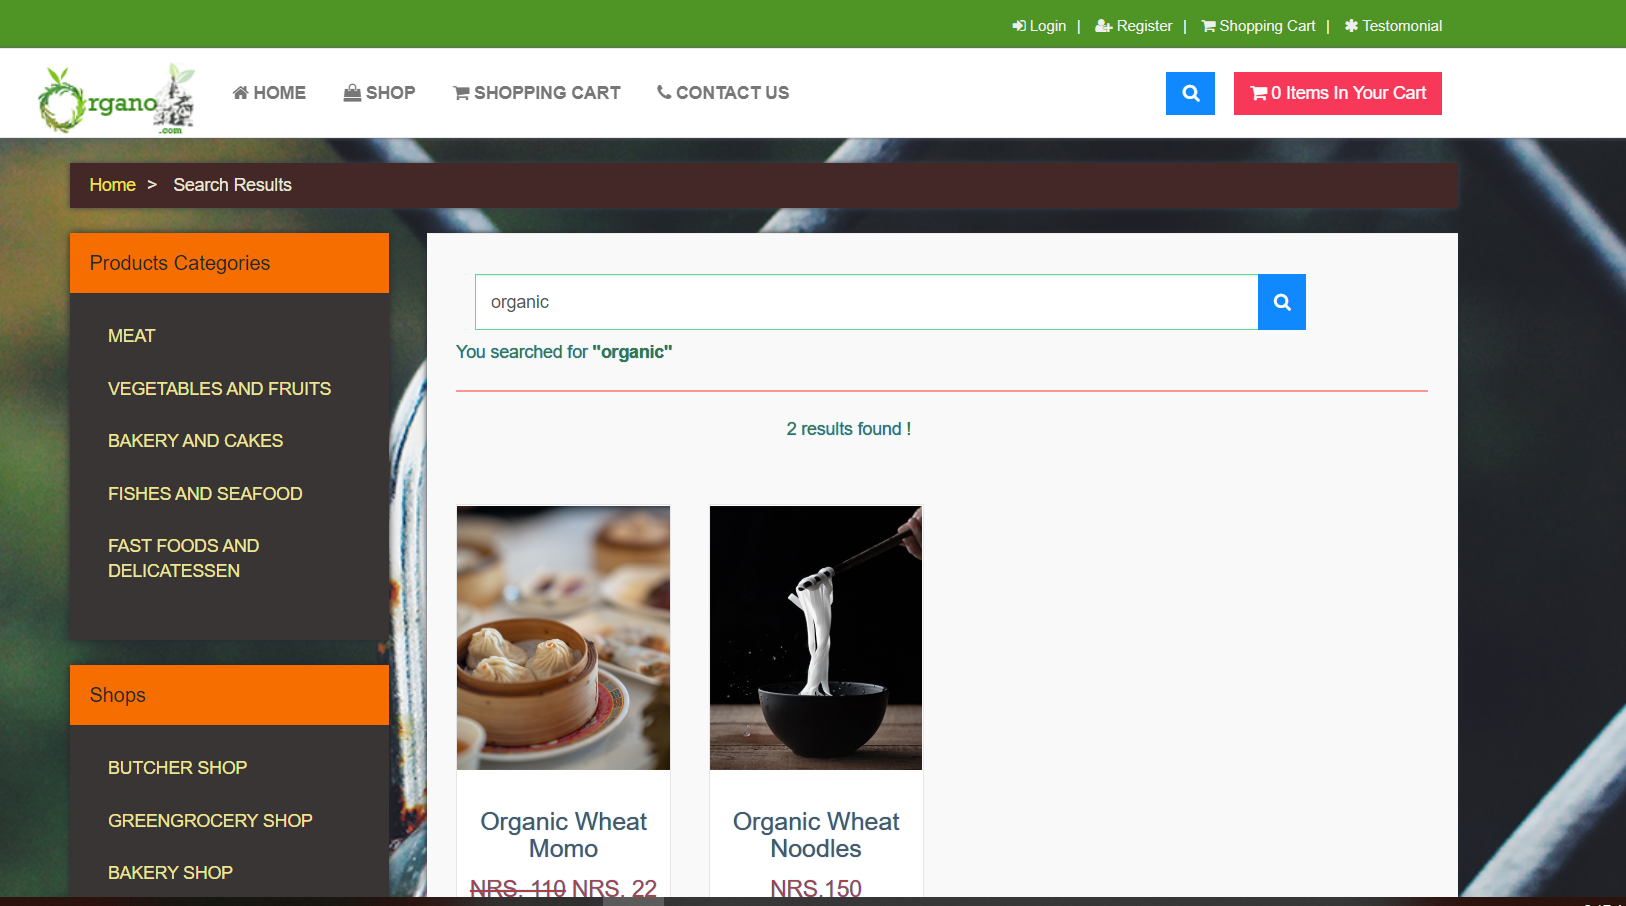 Login | Register | Shopping Cart | Testomonial
rgano
.com
HOME SHOP SHOPPING CART CONTACT US
0 Items In Your Cart
Home > Search Results
Products Categories
MEAT
VEGETABLES AND FRUITS
BAKERY AND CAKES
FISHES AND SEAFOOD
FAST FOODS AND
DELICATESSEN
Shops
BUTCHER SHOP
GREENGROCERY SHOP
BAKERY SHOP
organic
You searched for "organic"
2 results found !
Organic Wheat
Momo
NRS. 110 NRS. 22
Organic Wheat
Noodles
NRS.150